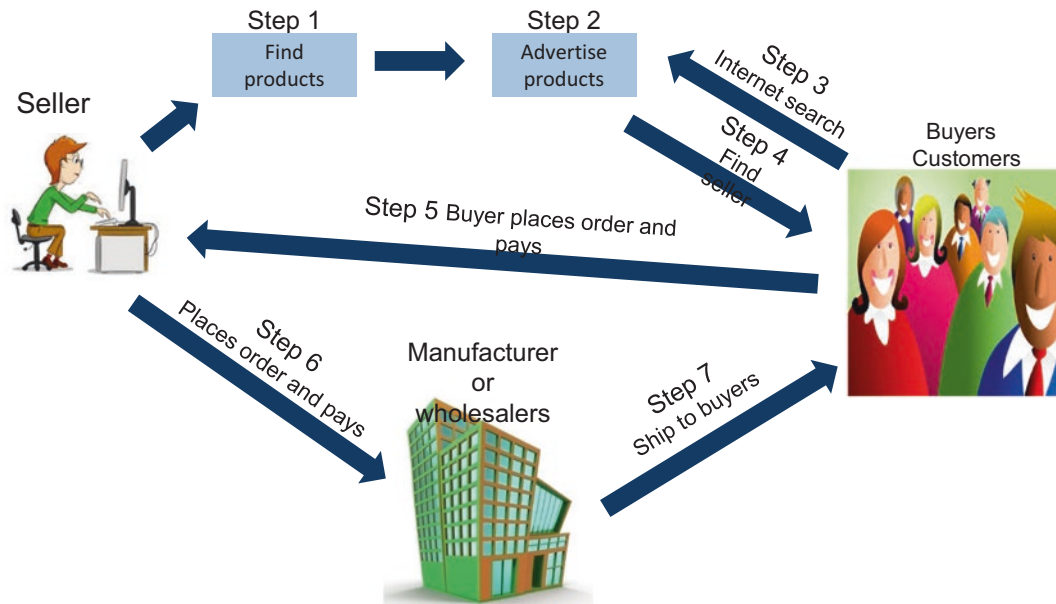 Step 1
Find
products
Step 2
Advertise
products
Seller
Step 3
Internet search
Step 4
Find
seller
Buyers
Customers
Step 5 Buyer places order and
pays
Step 6
Places order and pays
Manufacturer
or
wholesalers
Step 7
Ship to buyers